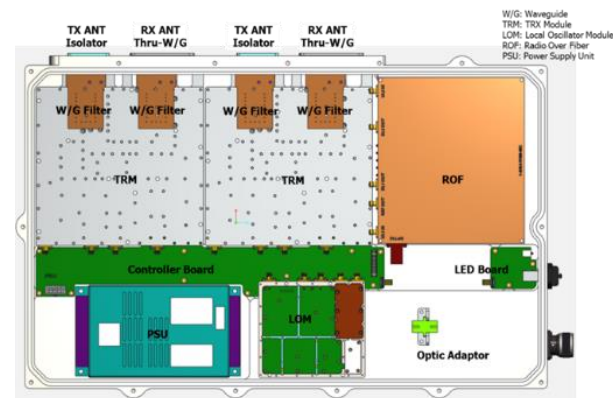 W/G: Waveguide
TRM: TRX Module
LOM: Local Oscillator Module
ROF: Radio Over Fiber
PSU: Power Supply Unit
TX ANT
Isolator
RX ANT
Thru-W/G
TX ANT
Isolator
RX ANT
Thru-W/G
W/G Filter
W/G Filter
W/G Filter
W/G Filter
TRM
TRM
ROF
Controller Board
LED Board
PSU
LOM
Optic Adaptor